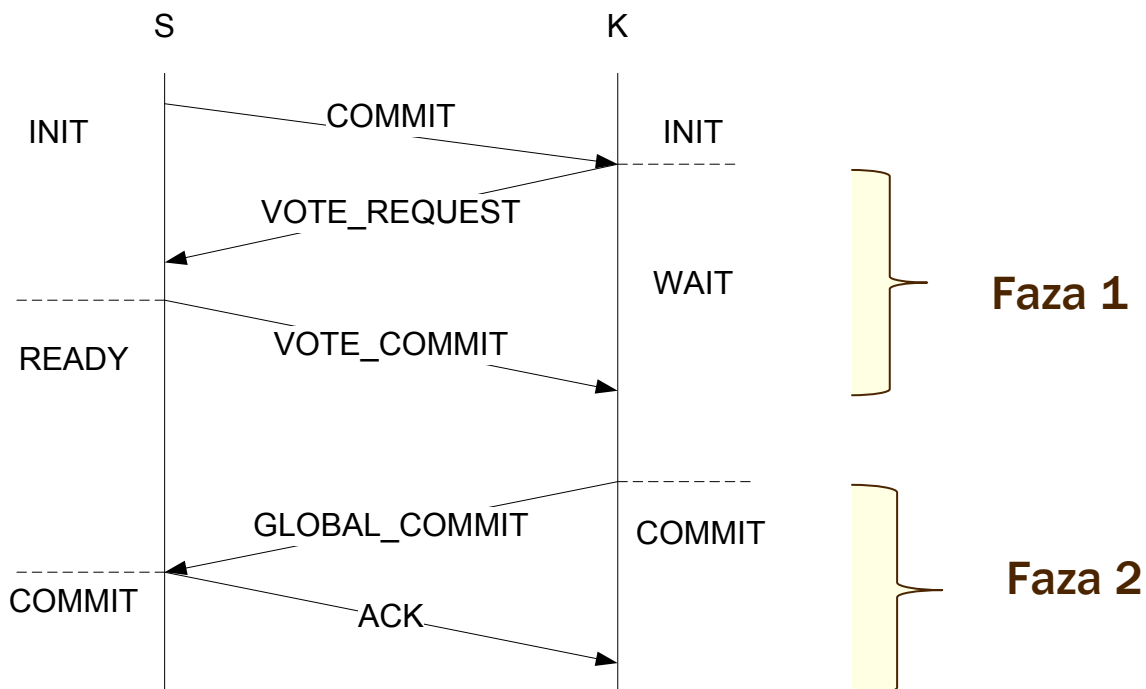 S
K
INIT
COMMIT
INIT
VOTE_REQUEST
WAIT
Faza 1
VOTE_COMMIT
READY
GLOBAL_COMMIT
COMMIT
COMMIT
ACK
Faza 2